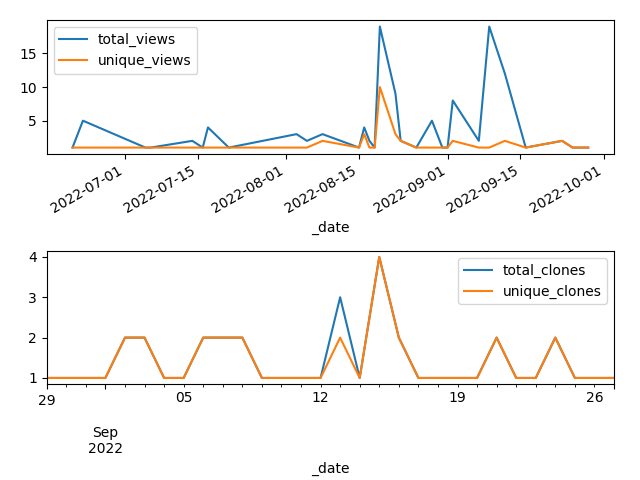 total_views
unique_views
15
10
5
2022-07-01
2022-07-15
2022-08-01
2022-08-15
2022-09-01
2022-09-15
2022-10-01
_date
total_clones
unique_clones
4
3
2
1
29
05
12
19
26
Sep
2022
_date